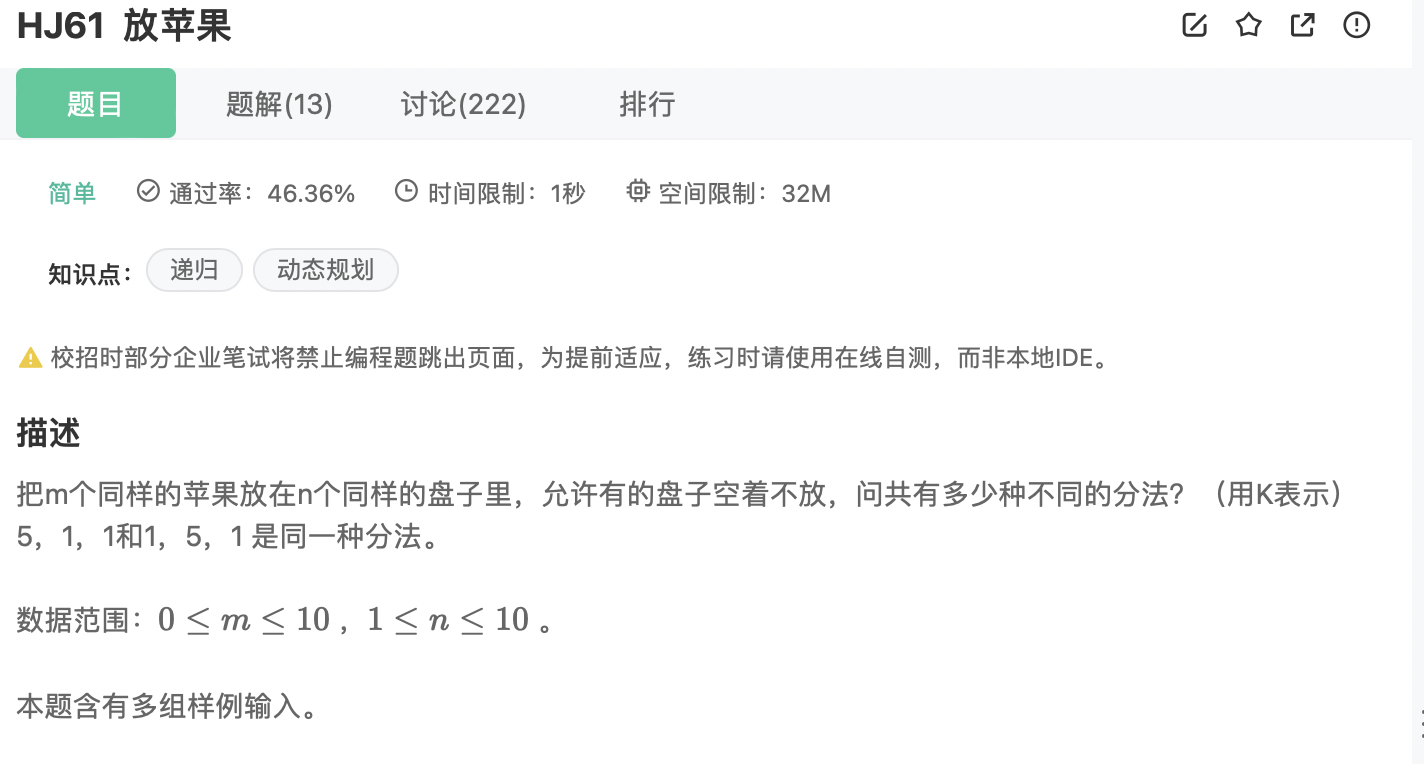 HJ61 放苹果
题目 题解(13) 讨论(222) 排行
简单 通过率：46.36% 时间限制：1秒 空间限制：32M
知识点： 递归 动态规划
校招时部分企业笔试将禁止编程题跳出页面，为提前适应，练习时请使用在线自测，而非本地IDE。
描述
把m个同样的苹果放在n个同样的盘子里，允许有的盘子空着不放，问共有多少种不同的分法？（用K表示）
5，1，1和1，5，1 是同一种分法。
数据范围：0 ≤ m ≤ 10 ，1 ≤ n ≤ 10 。
本题含有多组样例输入。